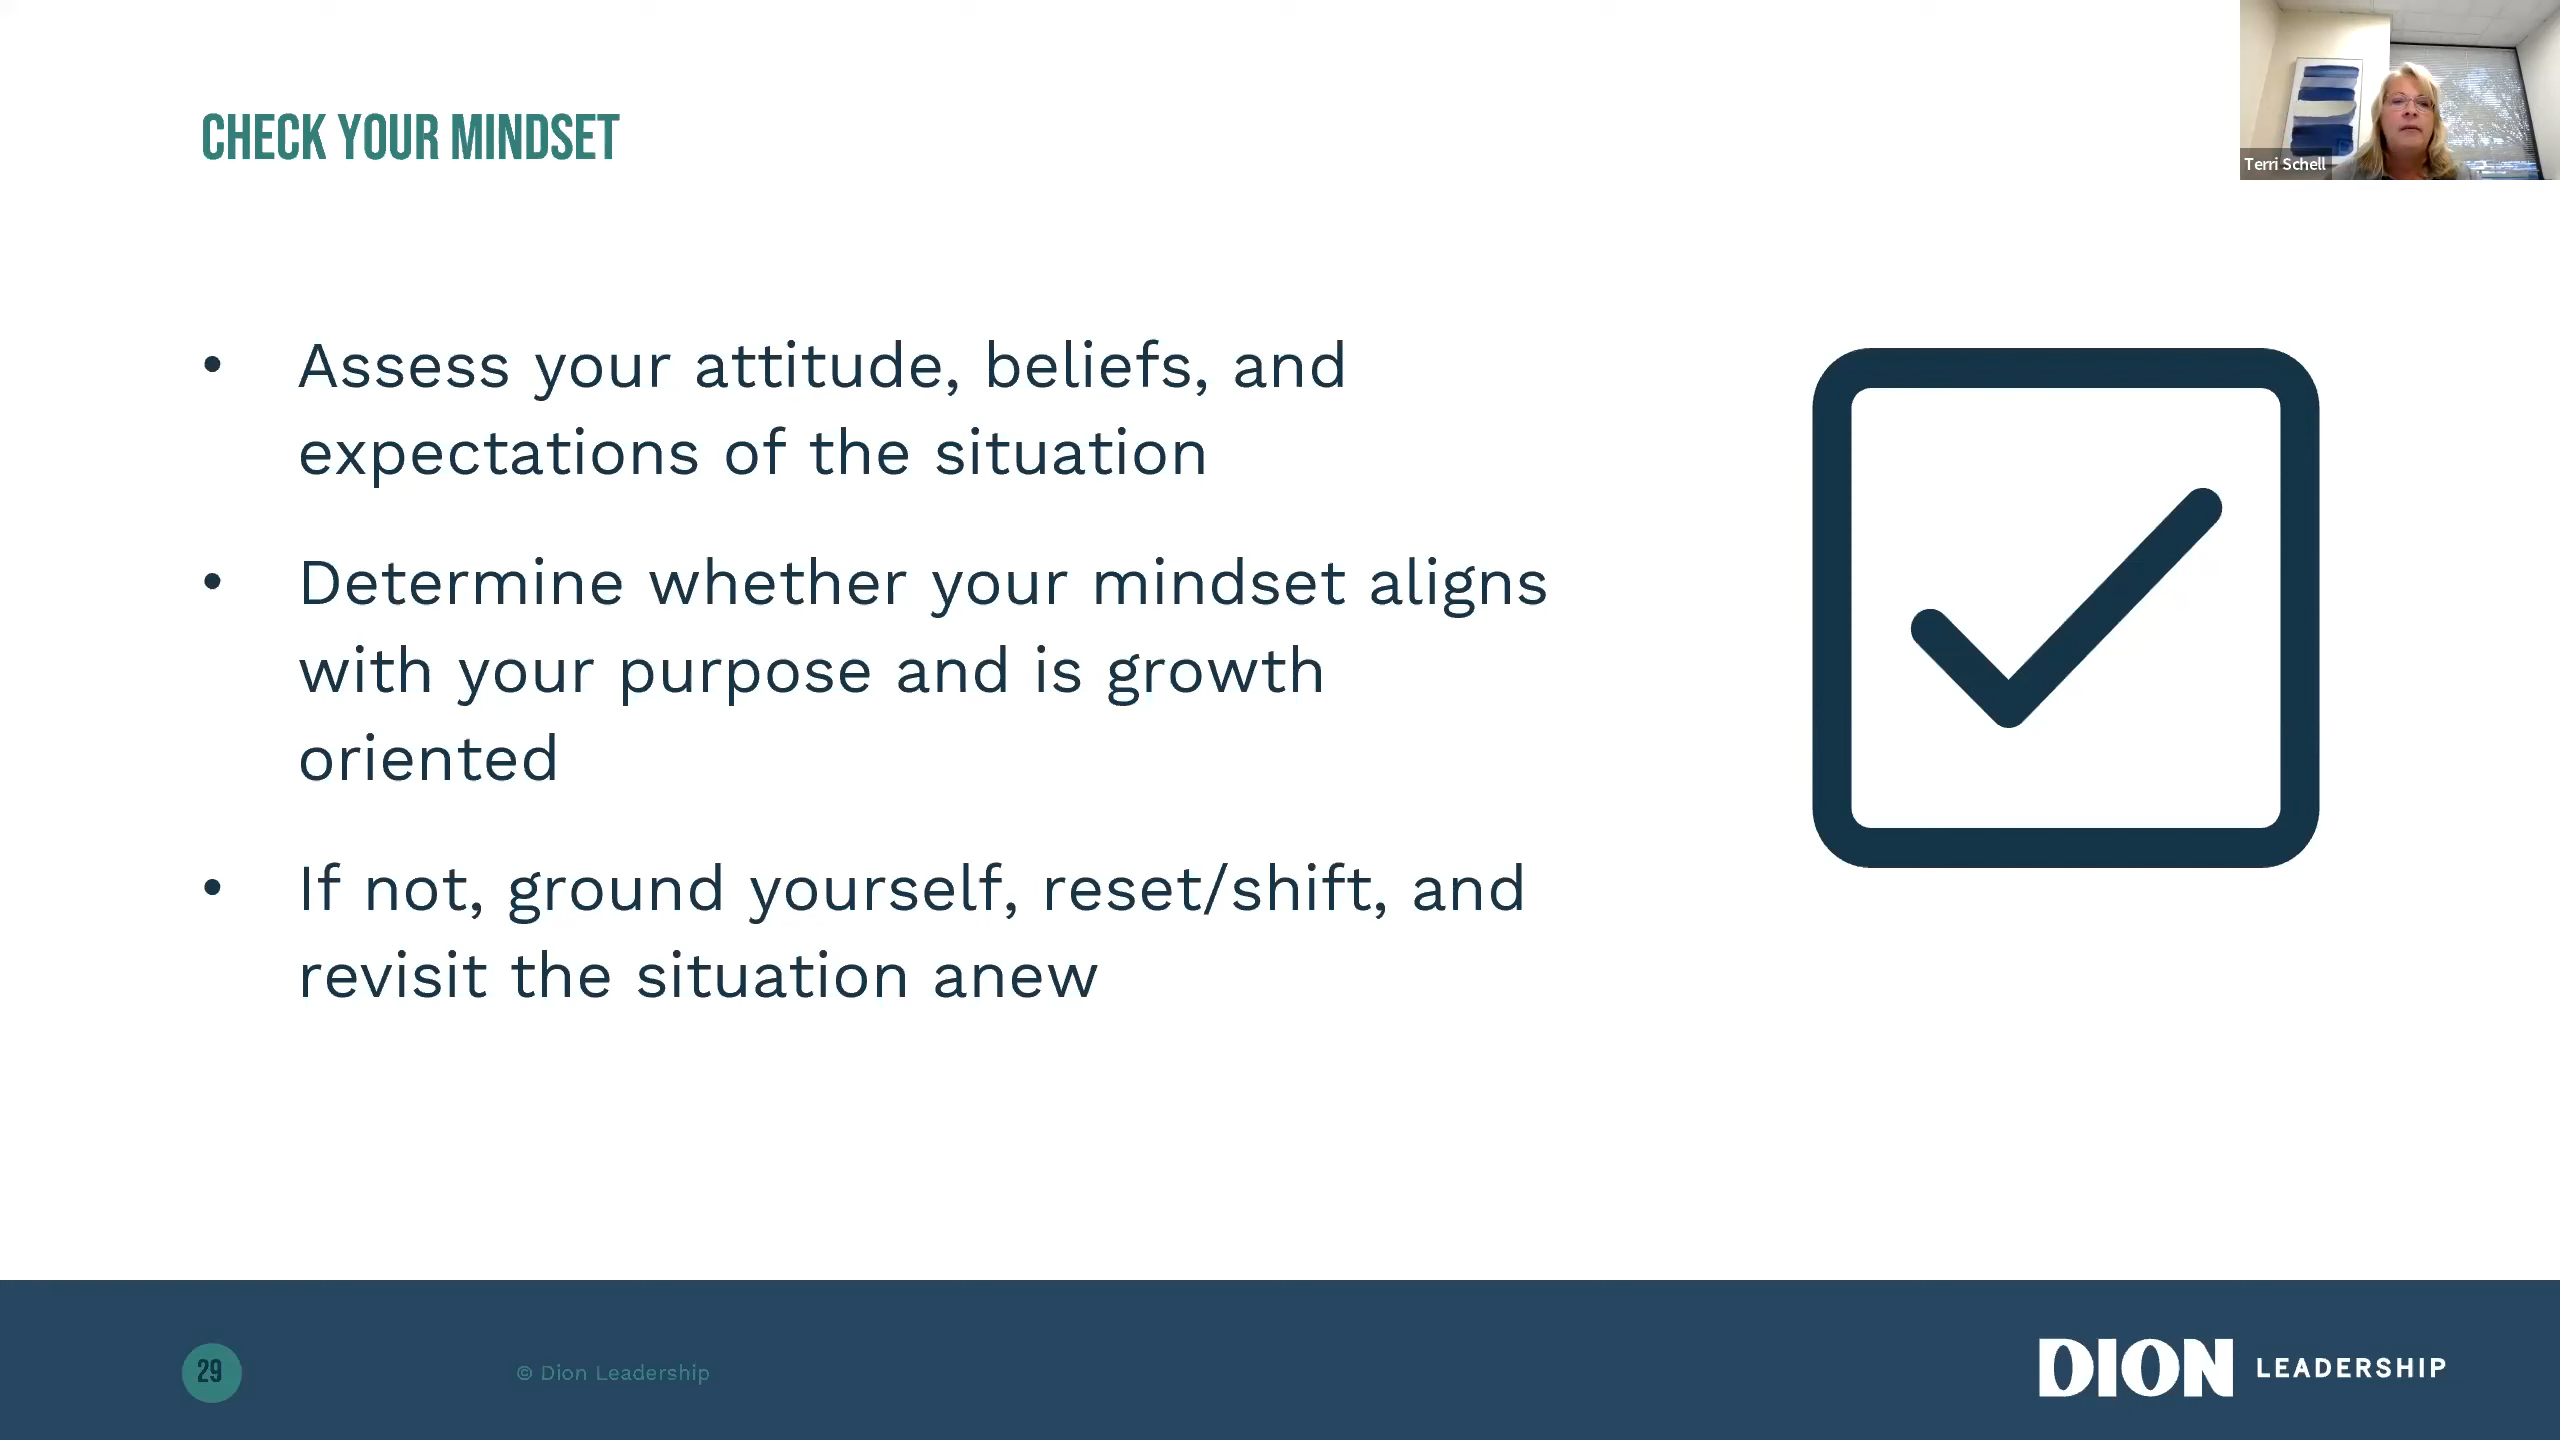 CHECK YOUR MINDSET
Terri Schell
• Assess your attitude, beliefs, and
expectations of the situation
• Determine whether your mindset aligns
with your purpose and is growth
oriented
• If not, ground yourself, reset/shift, and
revisit the situation anew
29
© Dion Leadership
DION LEADERSHIP